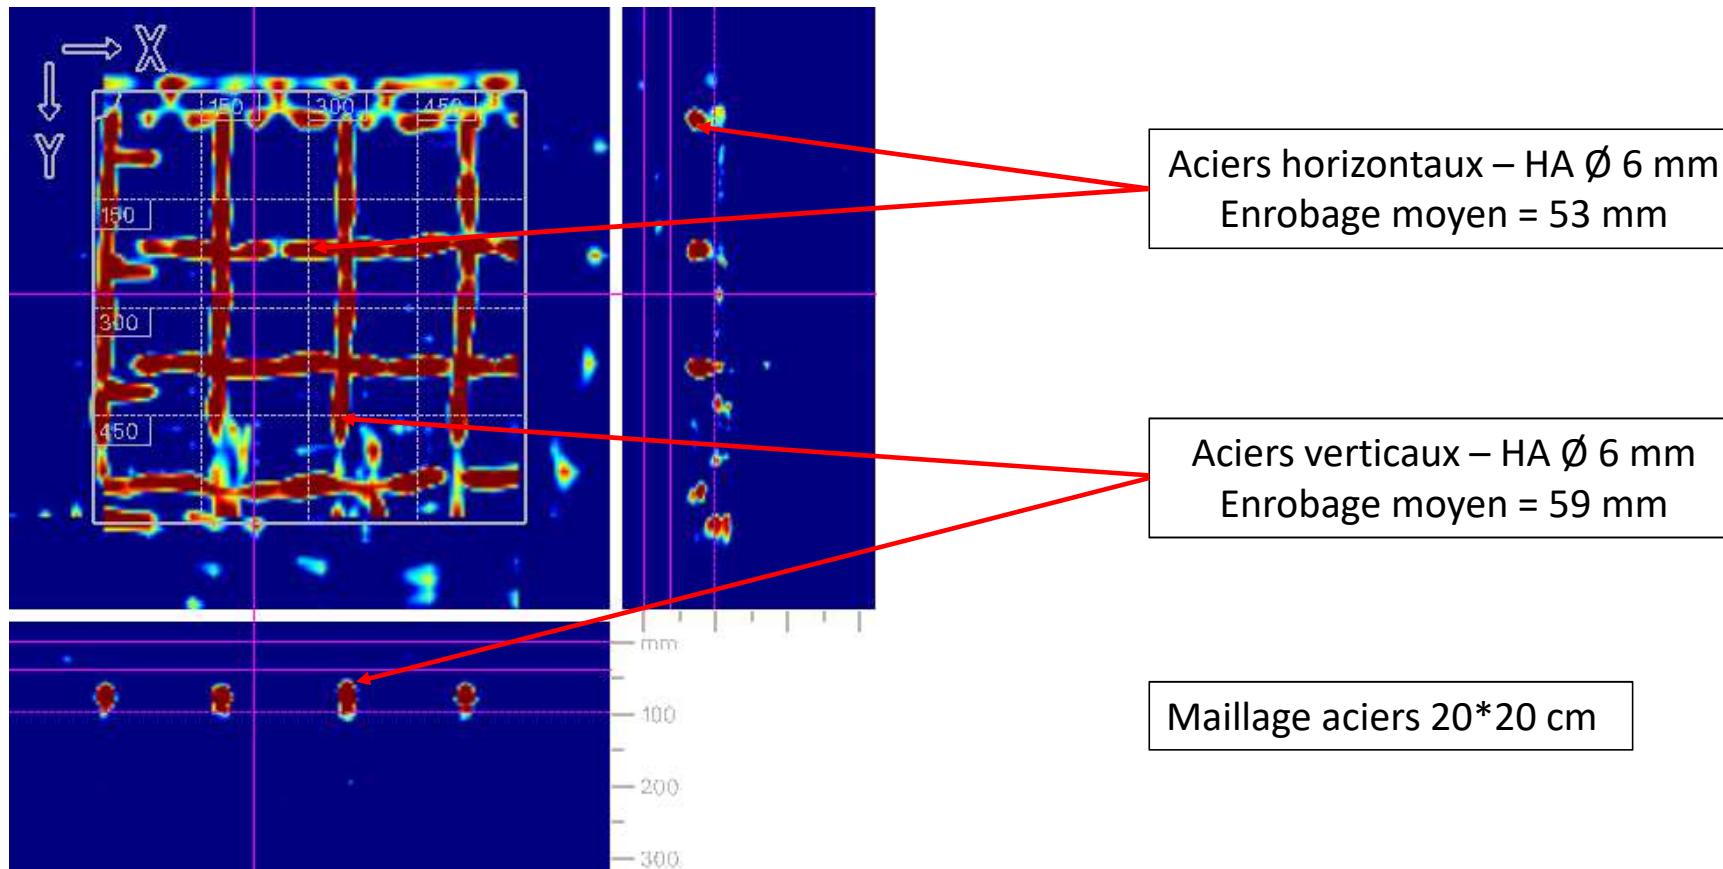 X
Y
150 300 450
150
300
450
mm
100
200
300
Aciers horizontaux – HA Ø 6 mm
Enrobage moyen = 53 mm
Aciers verticaux – HA Ø 6 mm
Enrobage moyen = 59 mm
Maillage aciers 20*20 cm